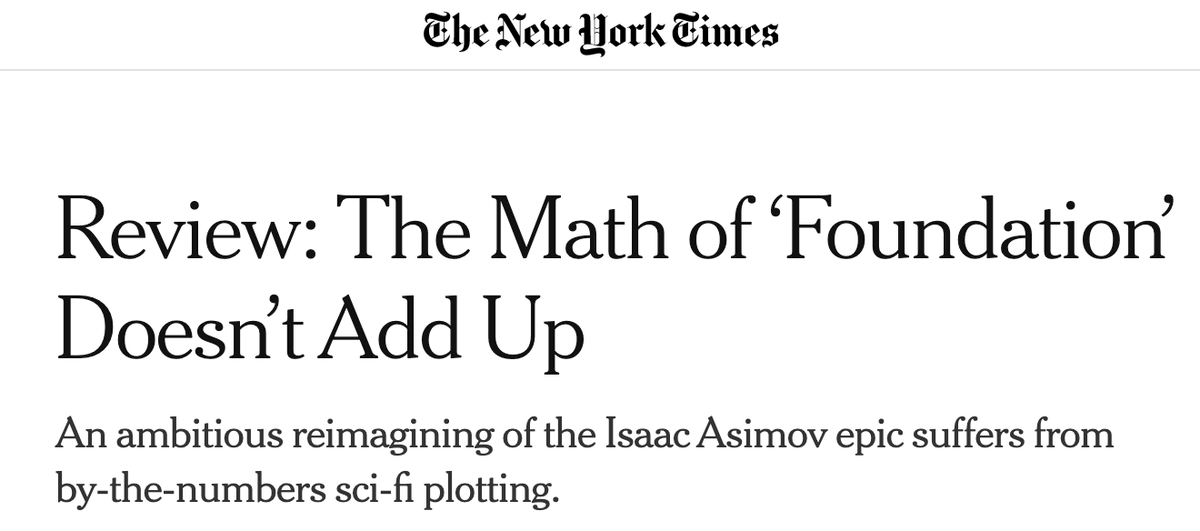 The New York Times
Review: The Math of ‘Foundation’
Doesn’t Add Up
An ambitious reimagining of the Isaac Asimov epic suffers from
by-the-numbers sci-fi plotting.